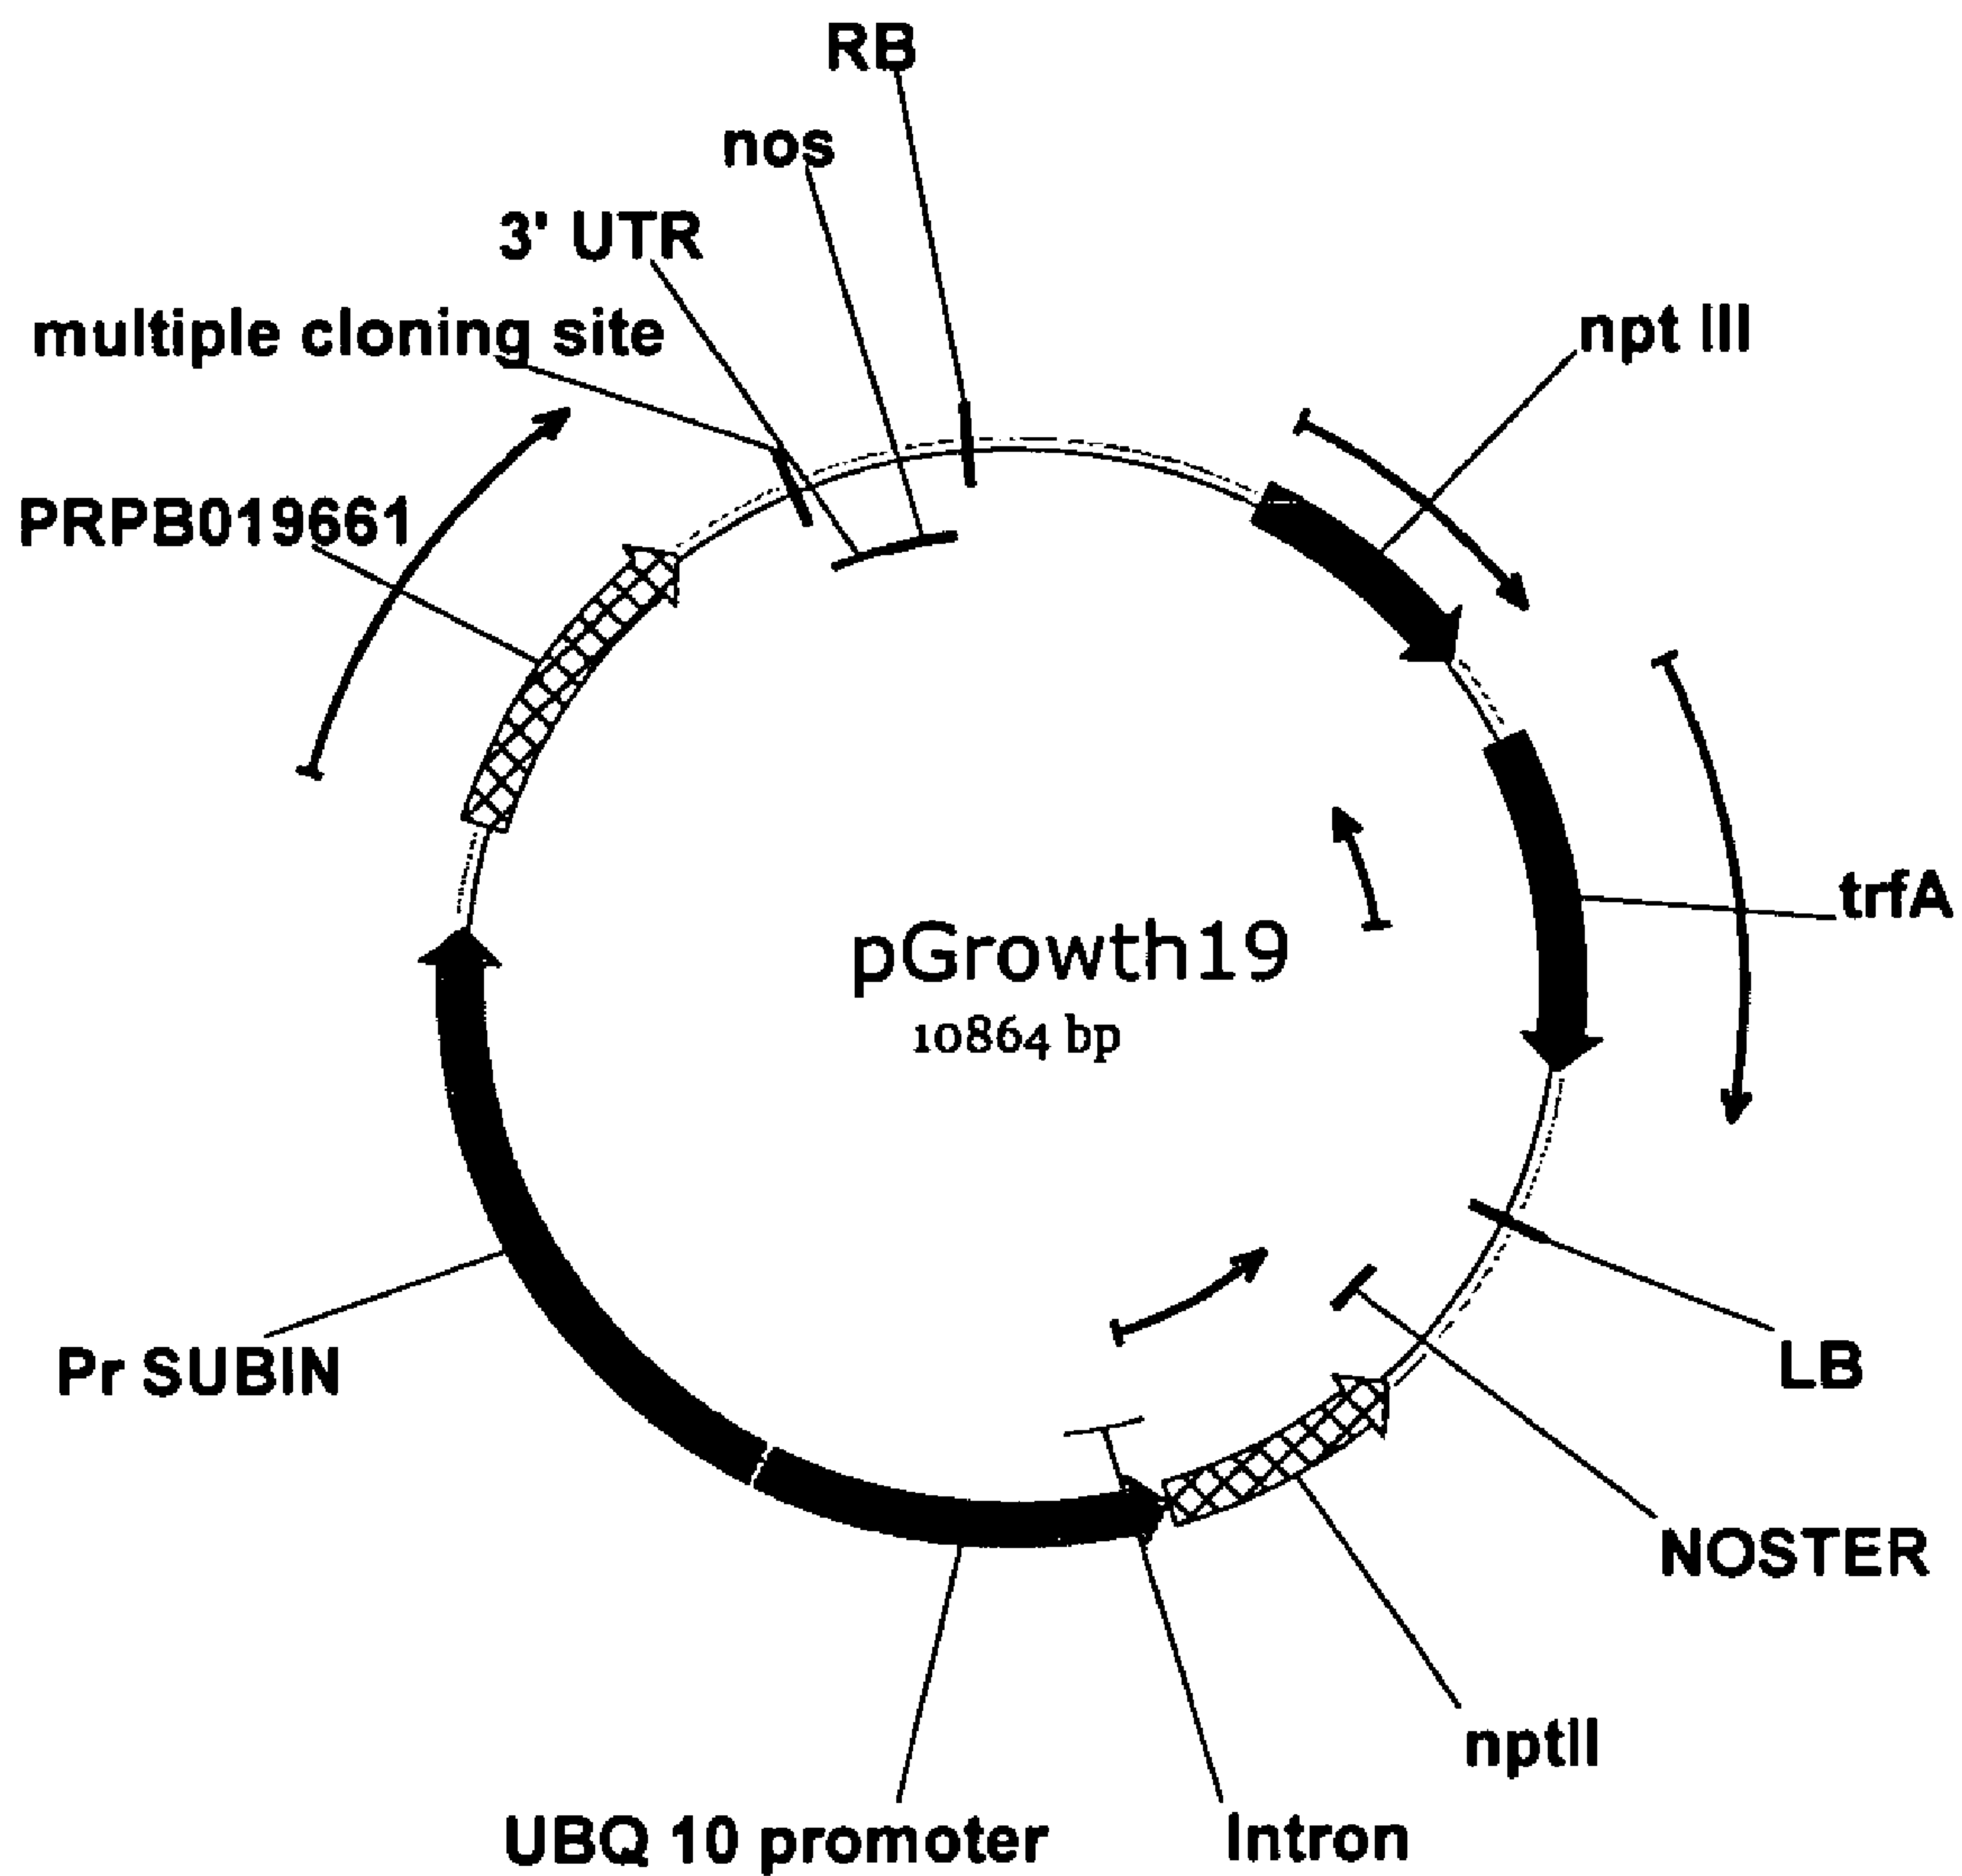 RB
nos
3' UTR
multiple cloning site
npt III
PRPB019661
trfA
pGrowth19
10864 bp
Pr SUBIN
LB
NOSTER
nptII
UBQ 10 promoter
Intron